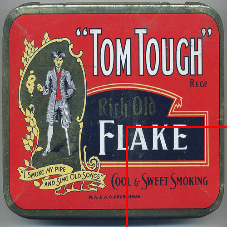 "TOM TOUGH"
REGD
Rich Old
FLAKE
"I SMOKE MY PIPE
AND SING OLD SONGS"
COOL & SWEET SMOKING